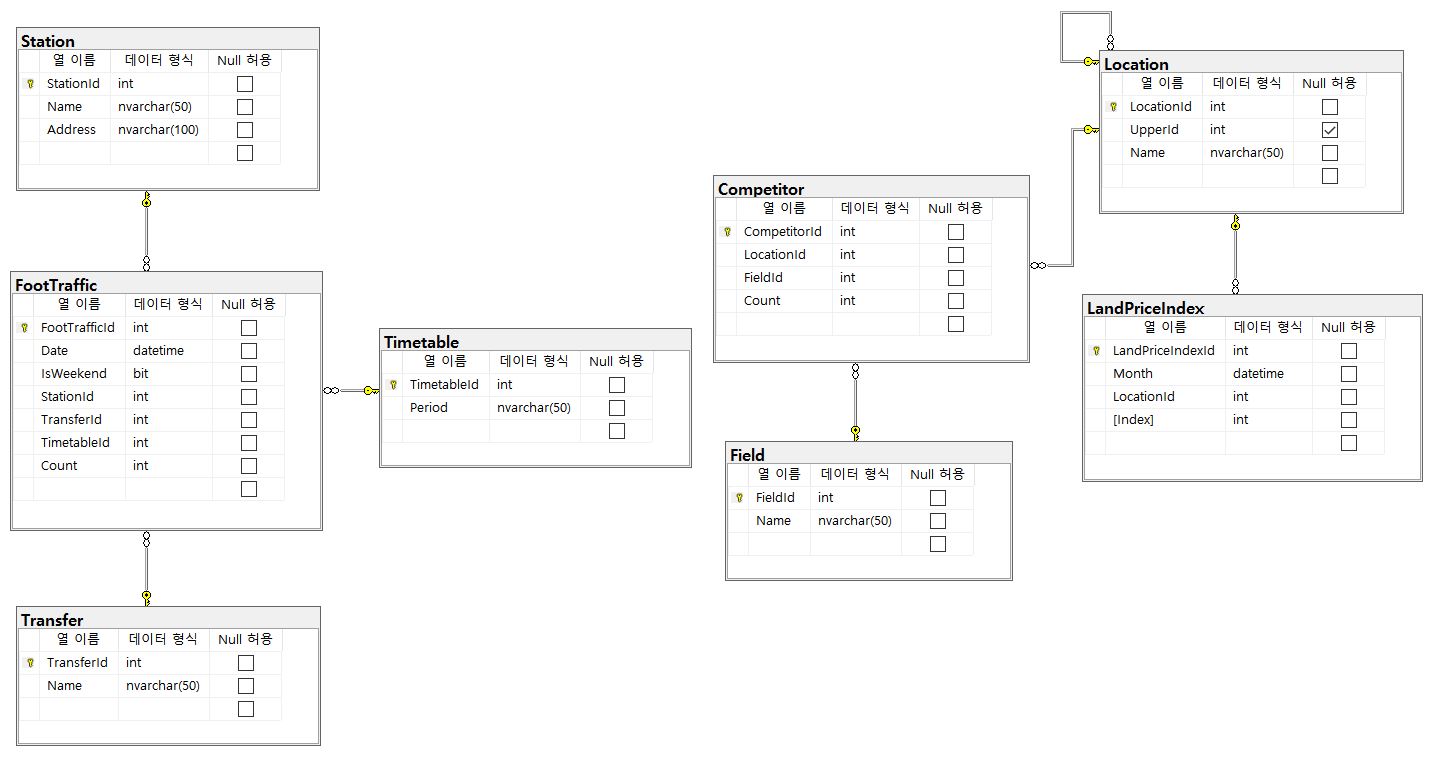 Station
열 이름 데이터 형식 Null 허용
StationId int
Name nvarchar(50)
Address nvarchar(100)
FootTraffic
열 이름 데이터 형식 Null 허용
FootTrafficId int
Date datetime
IsWeekend bit
StationId int
TransferId int
TimetableId int
Count int
Timetable
열 이름 데이터 형식 Null 허용
TimetableId int
Period nvarchar(50)
Transfer
열 이름 데이터 형식 Null 허용
TransferId int
Name nvarchar(50)
Competitor
열 이름 데이터 형식 Null 허용
CompetitorId int
LocationId int
FieldId int
Count int
Field
열 이름 데이터 형식 Null 허용
FieldId int
Name nvarchar(50)
Location
열 이름 데이터 형식 Null 허용
LocationId int
UpperId int
Name nvarchar(50)
LandPriceIndex
열 이름 데이터 형식 Null 허용
LandPriceIndexId int
Month datetime
LocationId int
[Index] int